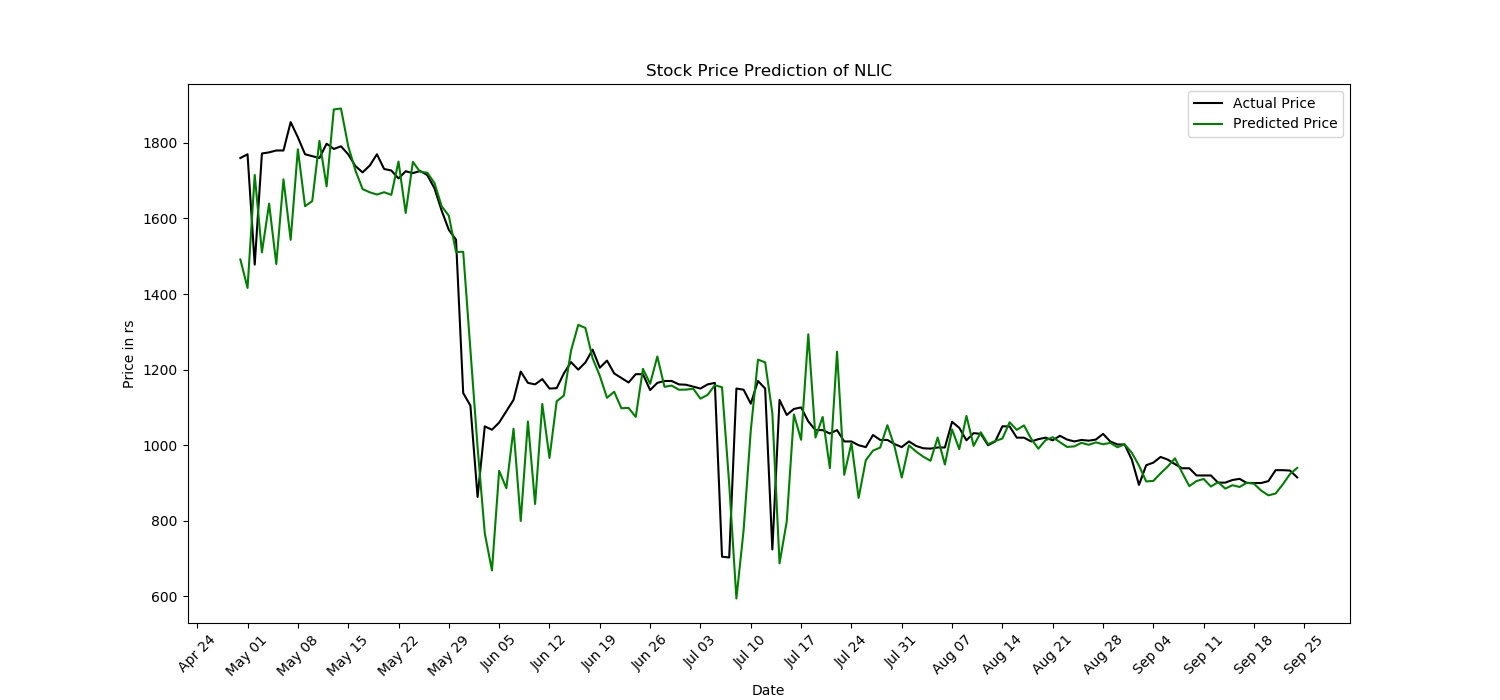 Stock Price Prediction of NLIC
Actual Price
Predicted Price
Price in rs
1800
1600
1400
1200
1000
800
600
Apr 24
May 01
May 08
May 15
May 22
May 29
Jun 05
Jun 12
Jun 19
Jun 26
Jul 03
Jul 10
Jul 17
Jul 24
Jul 31
Aug 07
Aug 14
Aug 21
Aug 28
Sep 04
Sep 11
Sep 18
Sep 25
Date